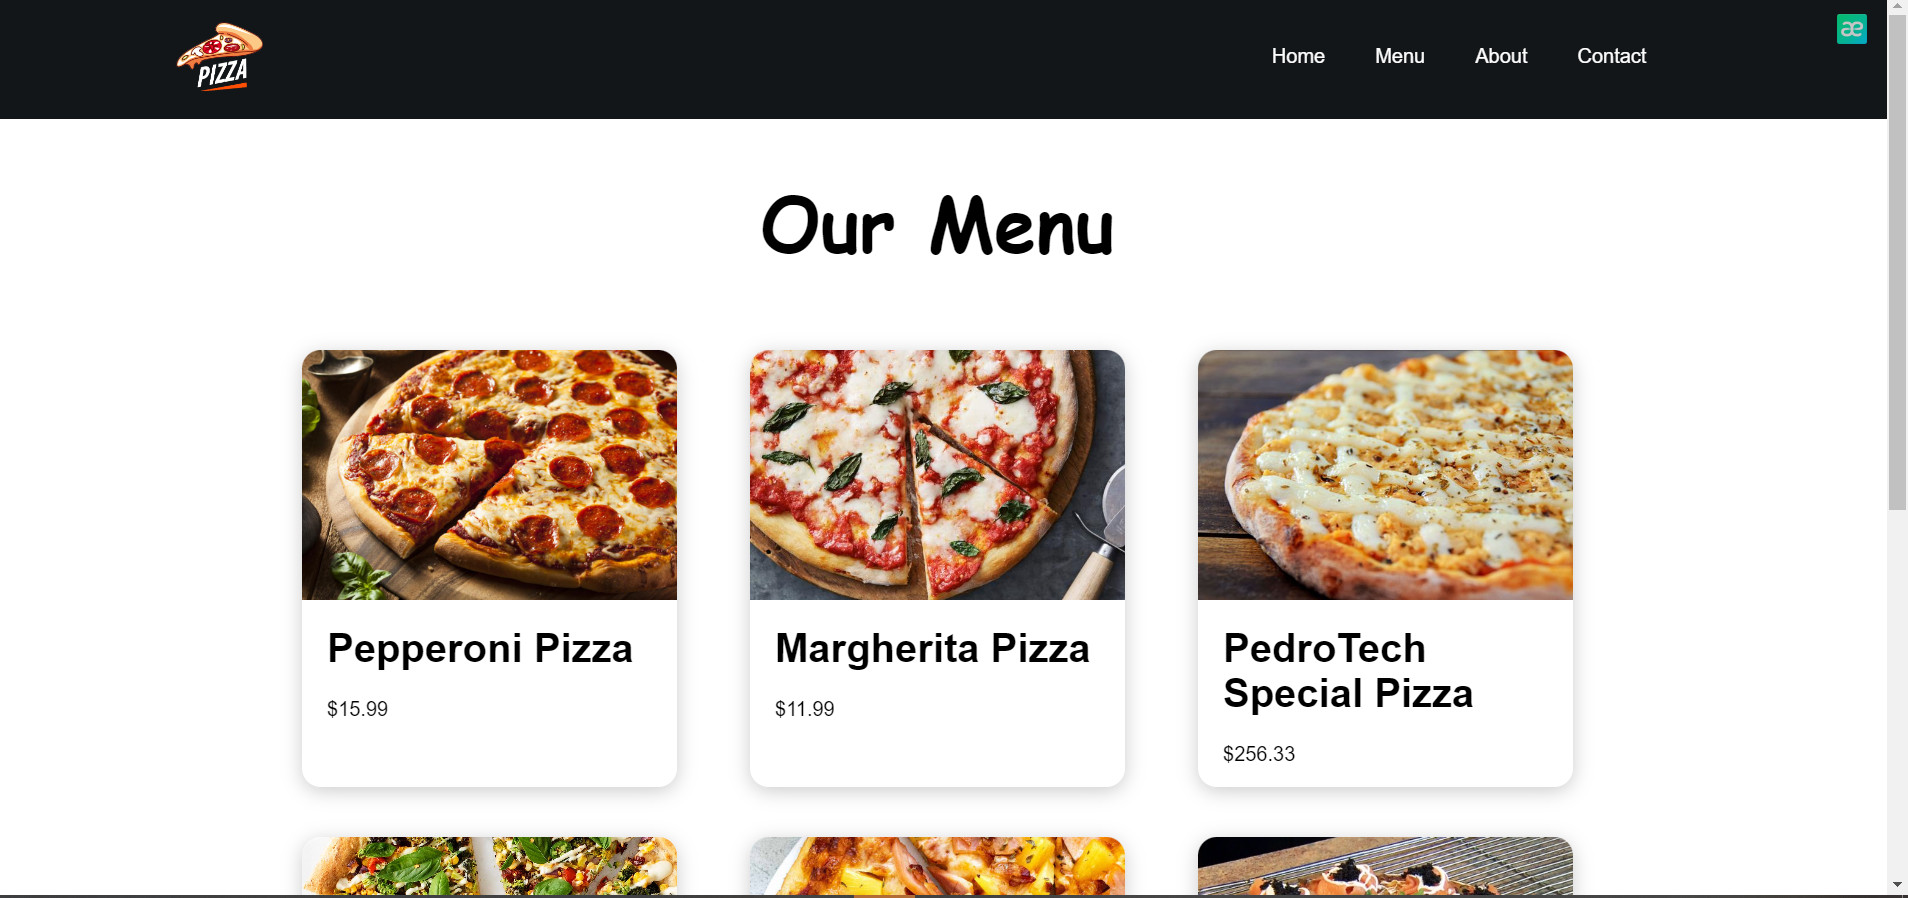 PIZZA
Home Menu About Contact
æ
Our Menu
Pepperoni Pizza
$15.99
Margherita Pizza
$11.99
PedroTech
Special Pizza
$256.33